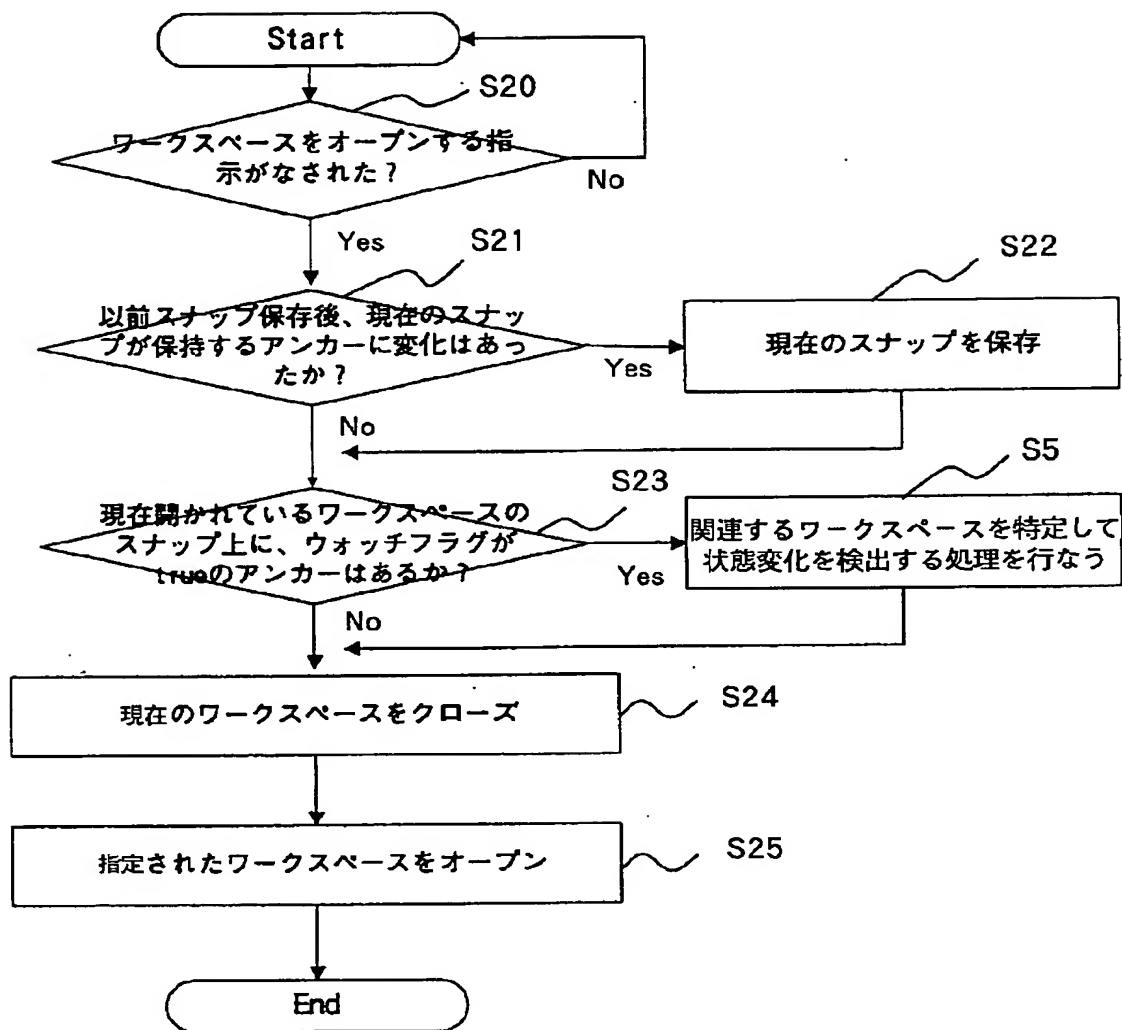 Start
S20
ワークスペースをオープンする指
示がなされた？
No
Yes
S21
S22
以前スナップ保存後、現在のスナッ
プが保持するアンカーに変化はあっ
たか？
Yes
現在のスナップを保存
No
S23
S5
現在開かれているワークスペースの
スナップ上に、ウォッチフラグが
trueのアンカーはあるか？
Yes
関連するワークスペースを特定して
状態変化を検出する処理を行なう
No
現在のワークスペースをクローズ
S24
指定されたワークスペースをオープン
S25
End